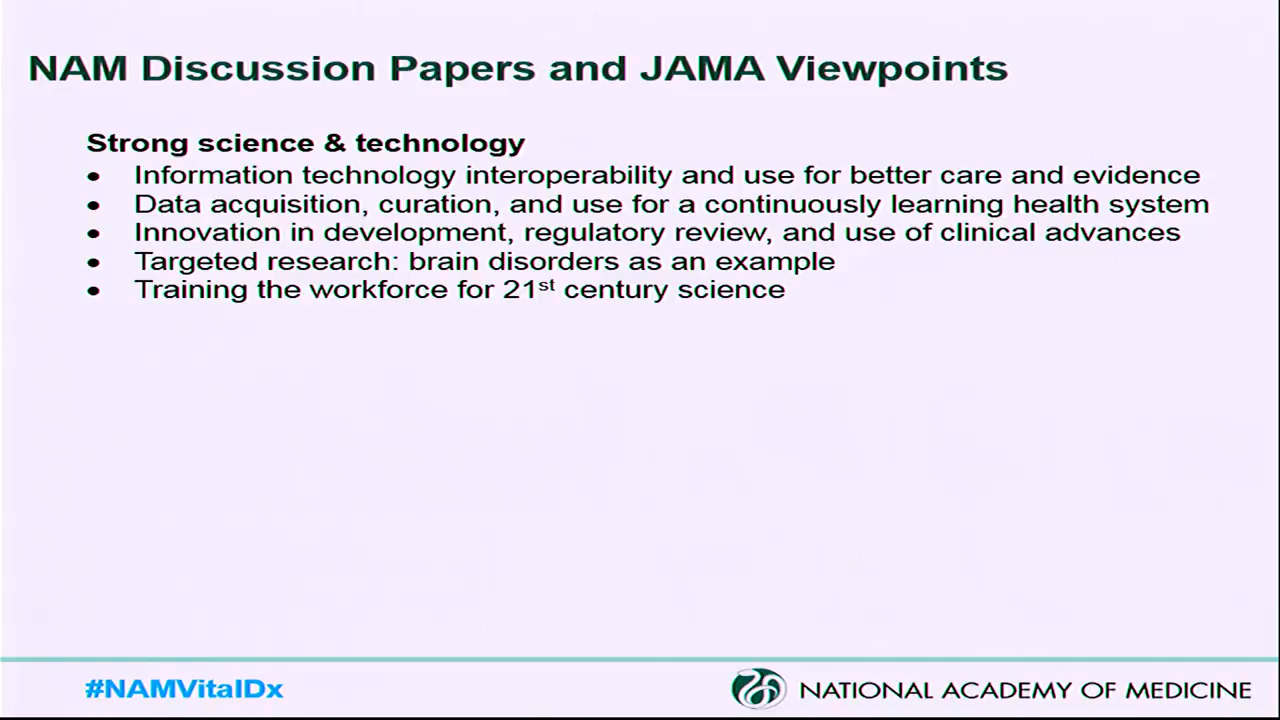 NAM Discussion Papers and JAMA Viewpoints
Strong science & technology
• Information technology interoperability and use for better care and evidence
• Data acquisition, curation, and use for a continuously learning health system
• Innovation in development, regulatory review, and use of clinical advances
• Targeted research: brain disorders as an example
• Training the workforce for 21st century science
#NAMVitalDx
NATIONAL ACADEMY OF MEDICINE